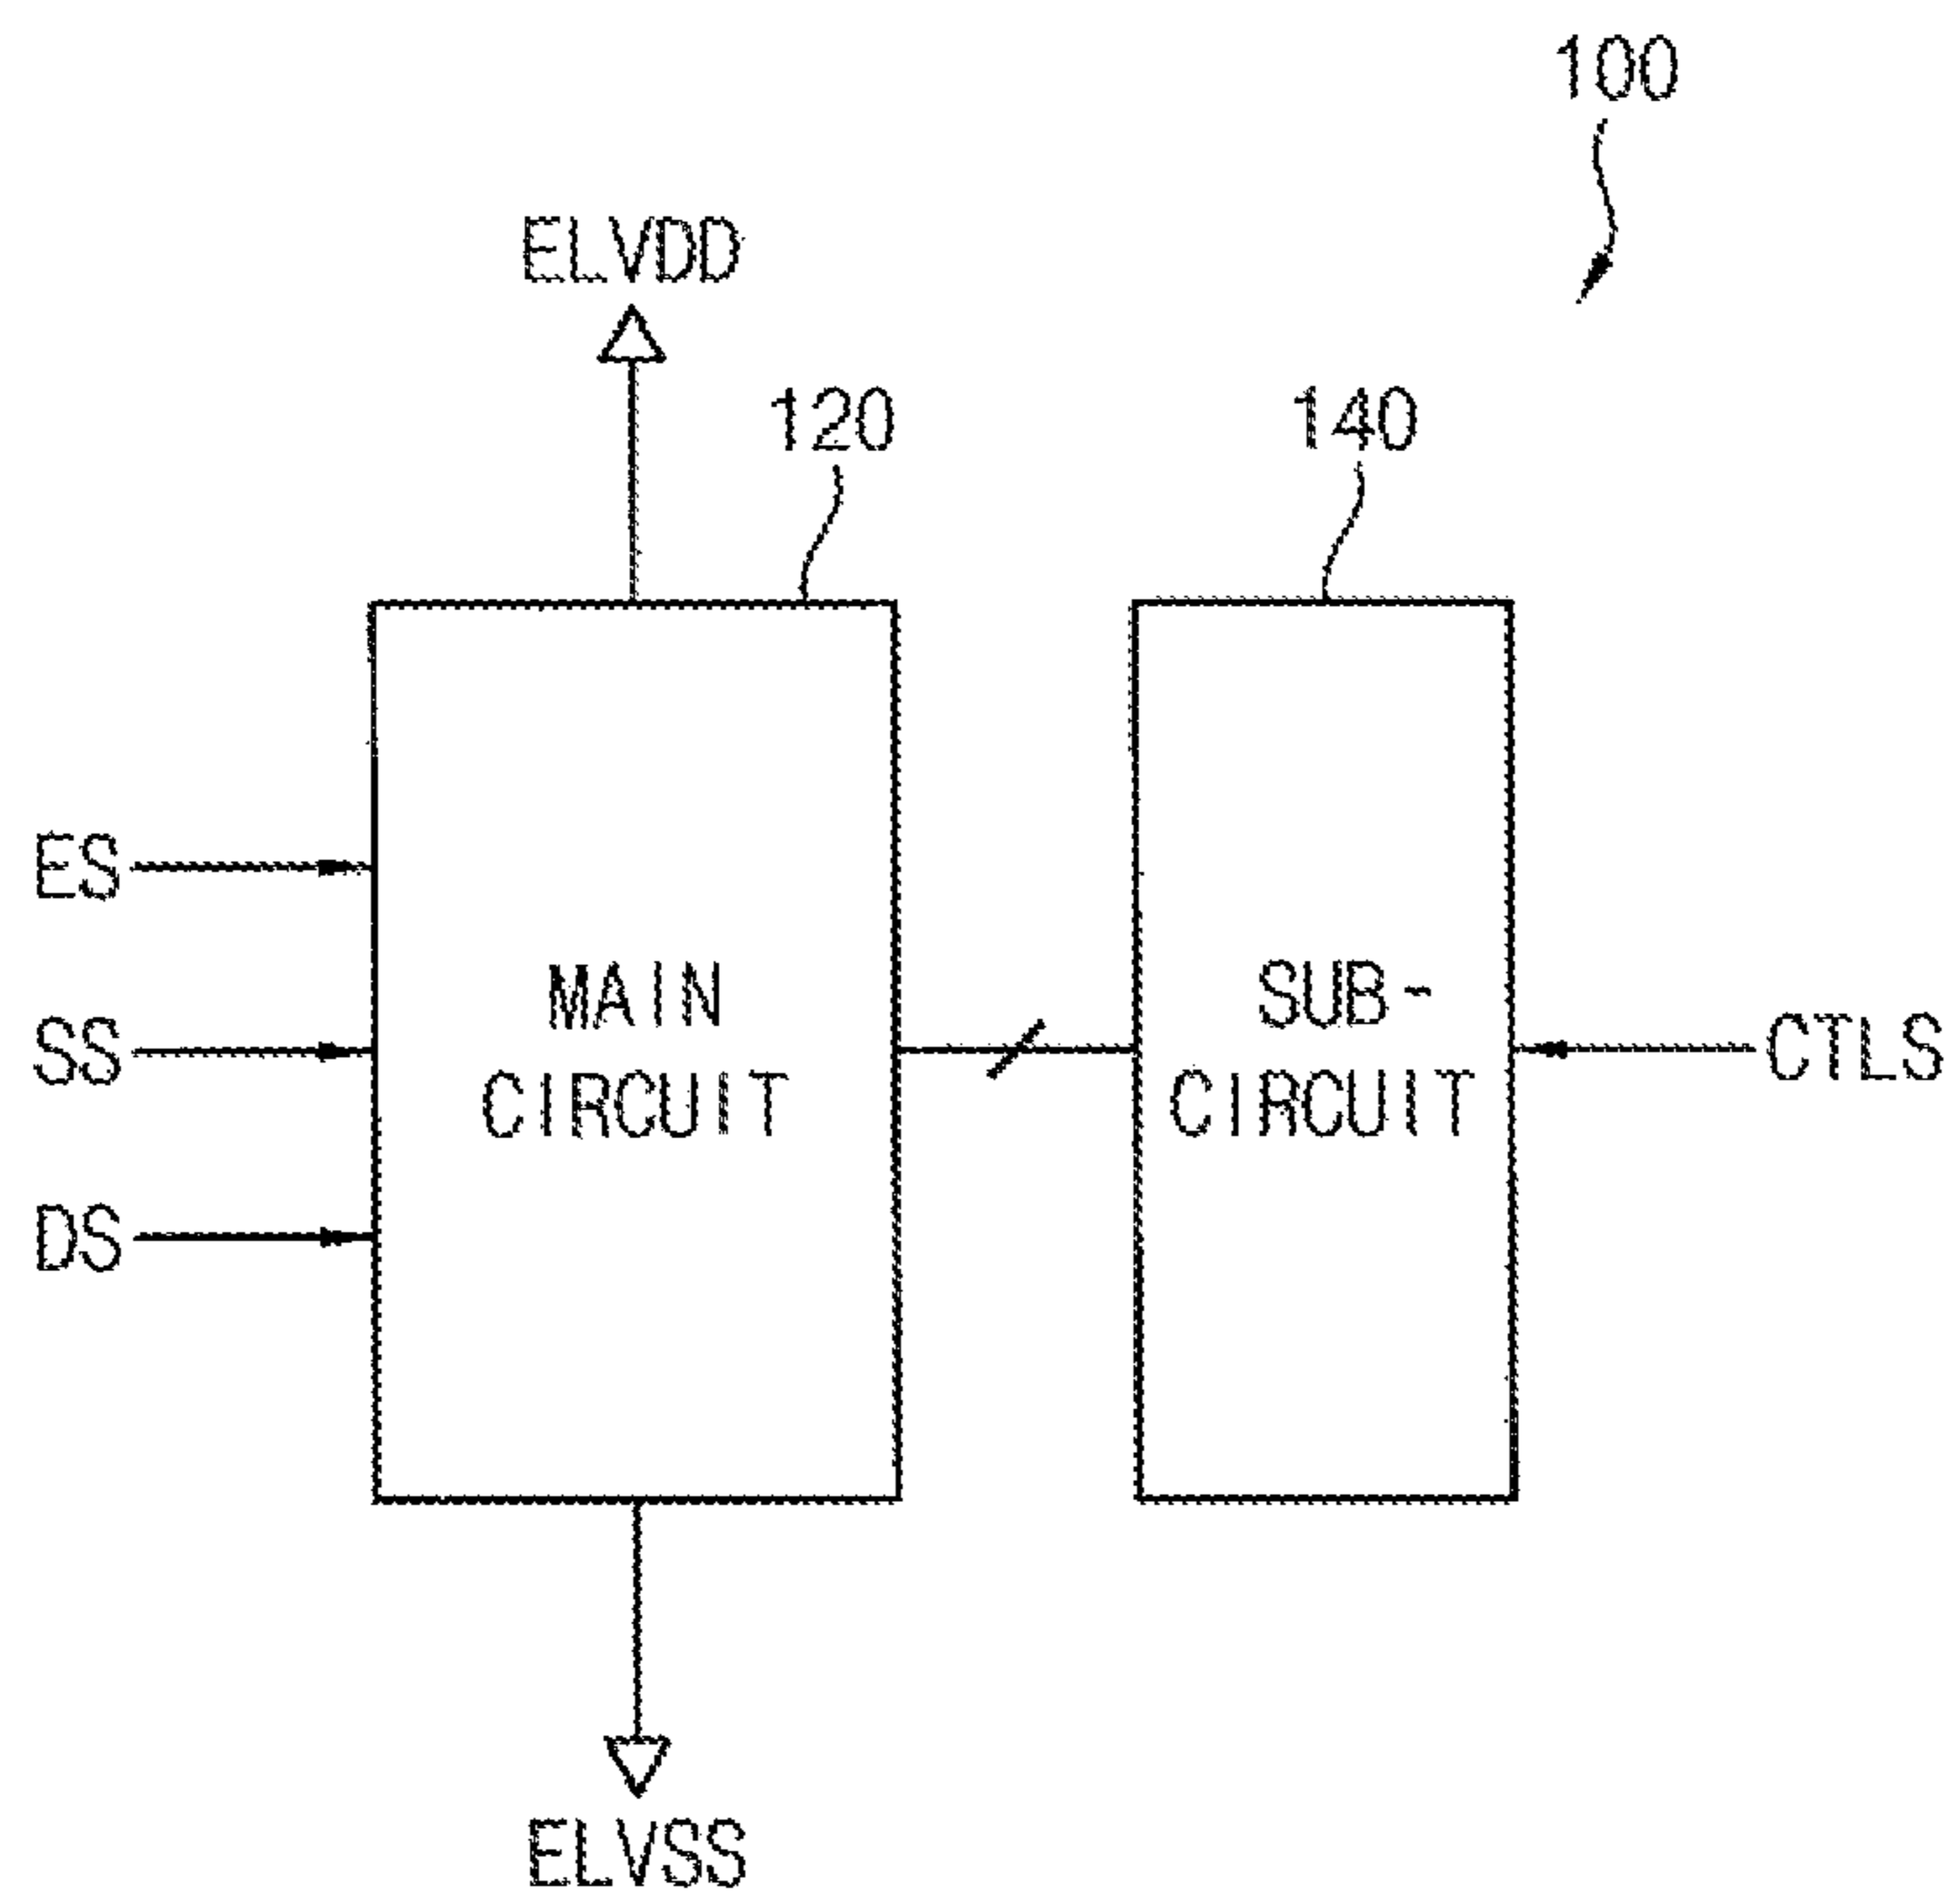 100
ELVDD
120
140
ES
SS
DS
MAIN
CIRCUIT
SUB-
CIRCUIT
CTLS
ELVSS